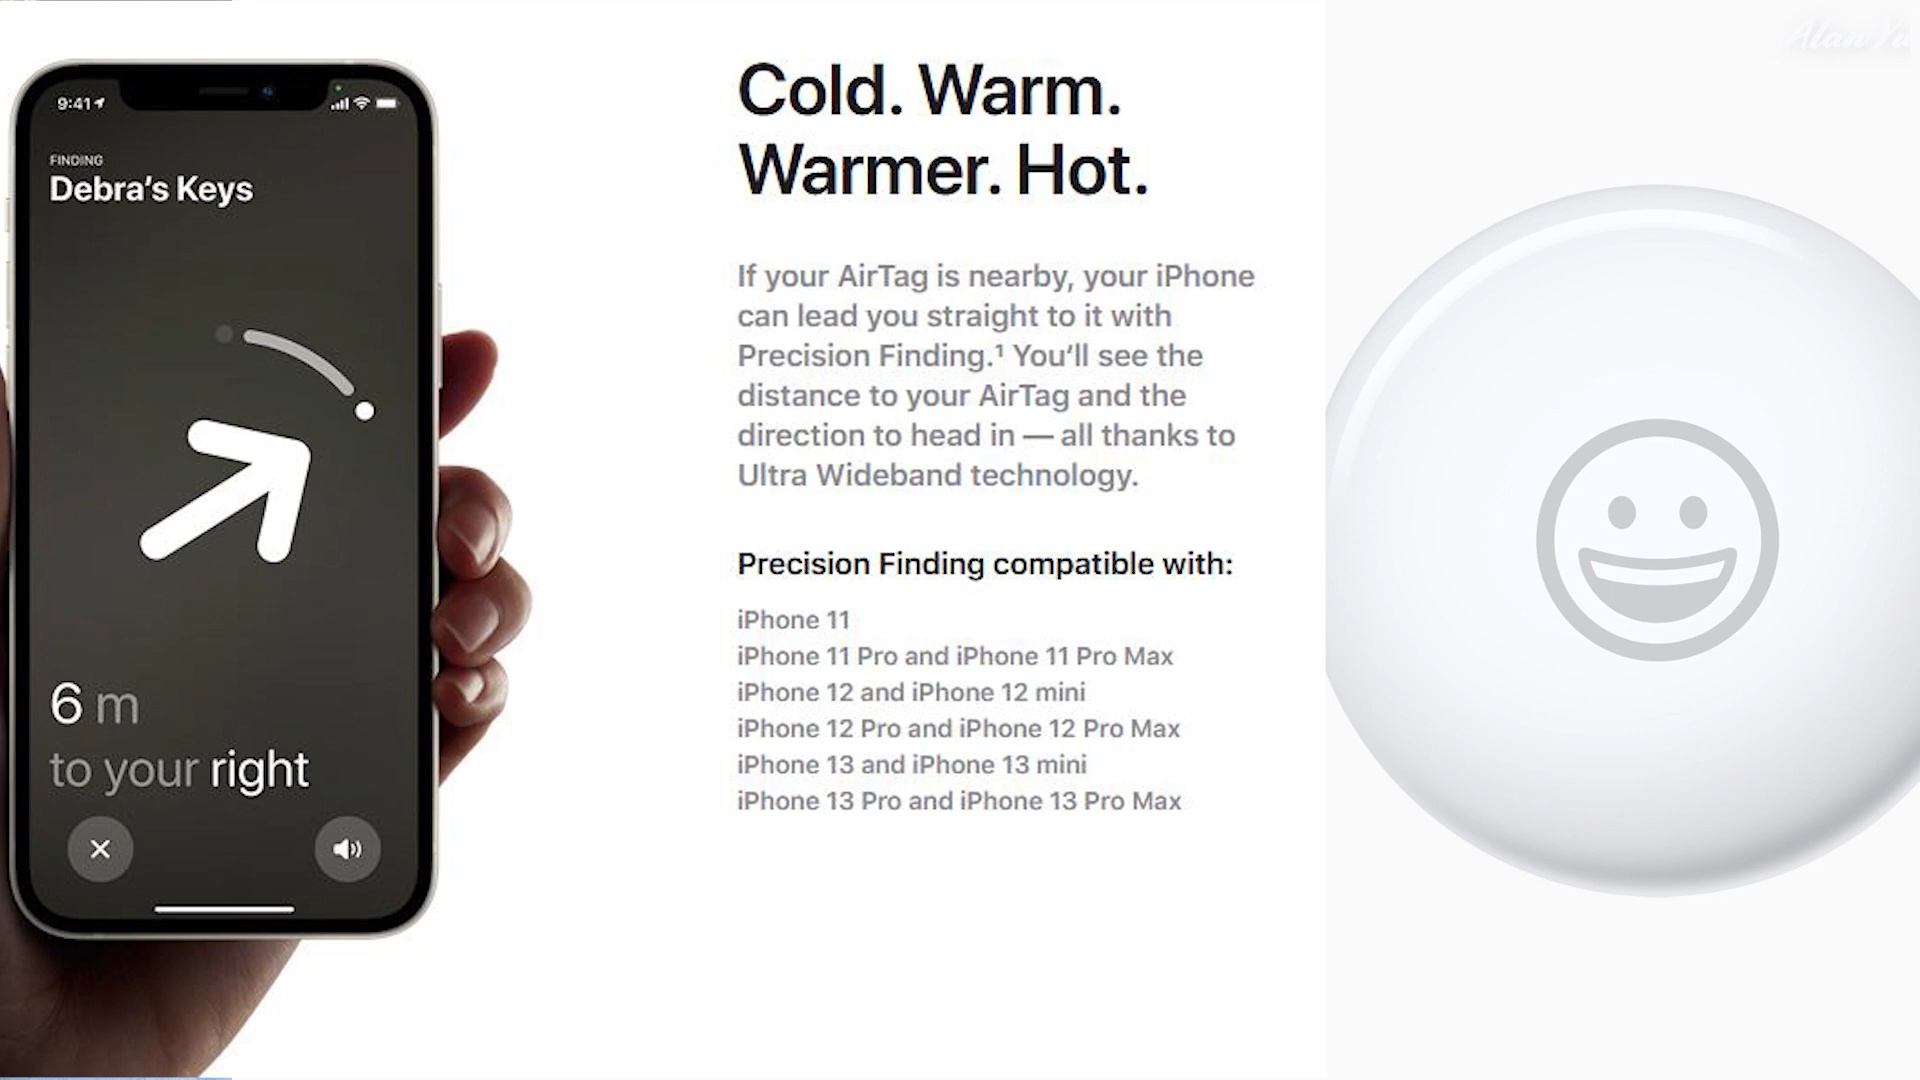 9:41
FINDING
Debra's Keys
6 m
to your right
Cold. Warm.
Warmer. Hot.
If your AirTag is nearby, your iPhone
can lead you straight to it with
Precision Finding.¹ You'll see the
distance to your AirTag and the
direction to head in — all thanks to
Ultra Wideband technology.
Precision Finding compatible with:
iPhone 11
iPhone 11 Pro and iPhone 11 Pro Max
iPhone 12 and iPhone 12 mini
iPhone 12 Pro and iPhone 12 Pro Max
iPhone 13 and iPhone 13 mini
iPhone 13 Pro and iPhone 13 Pro Max
Alan